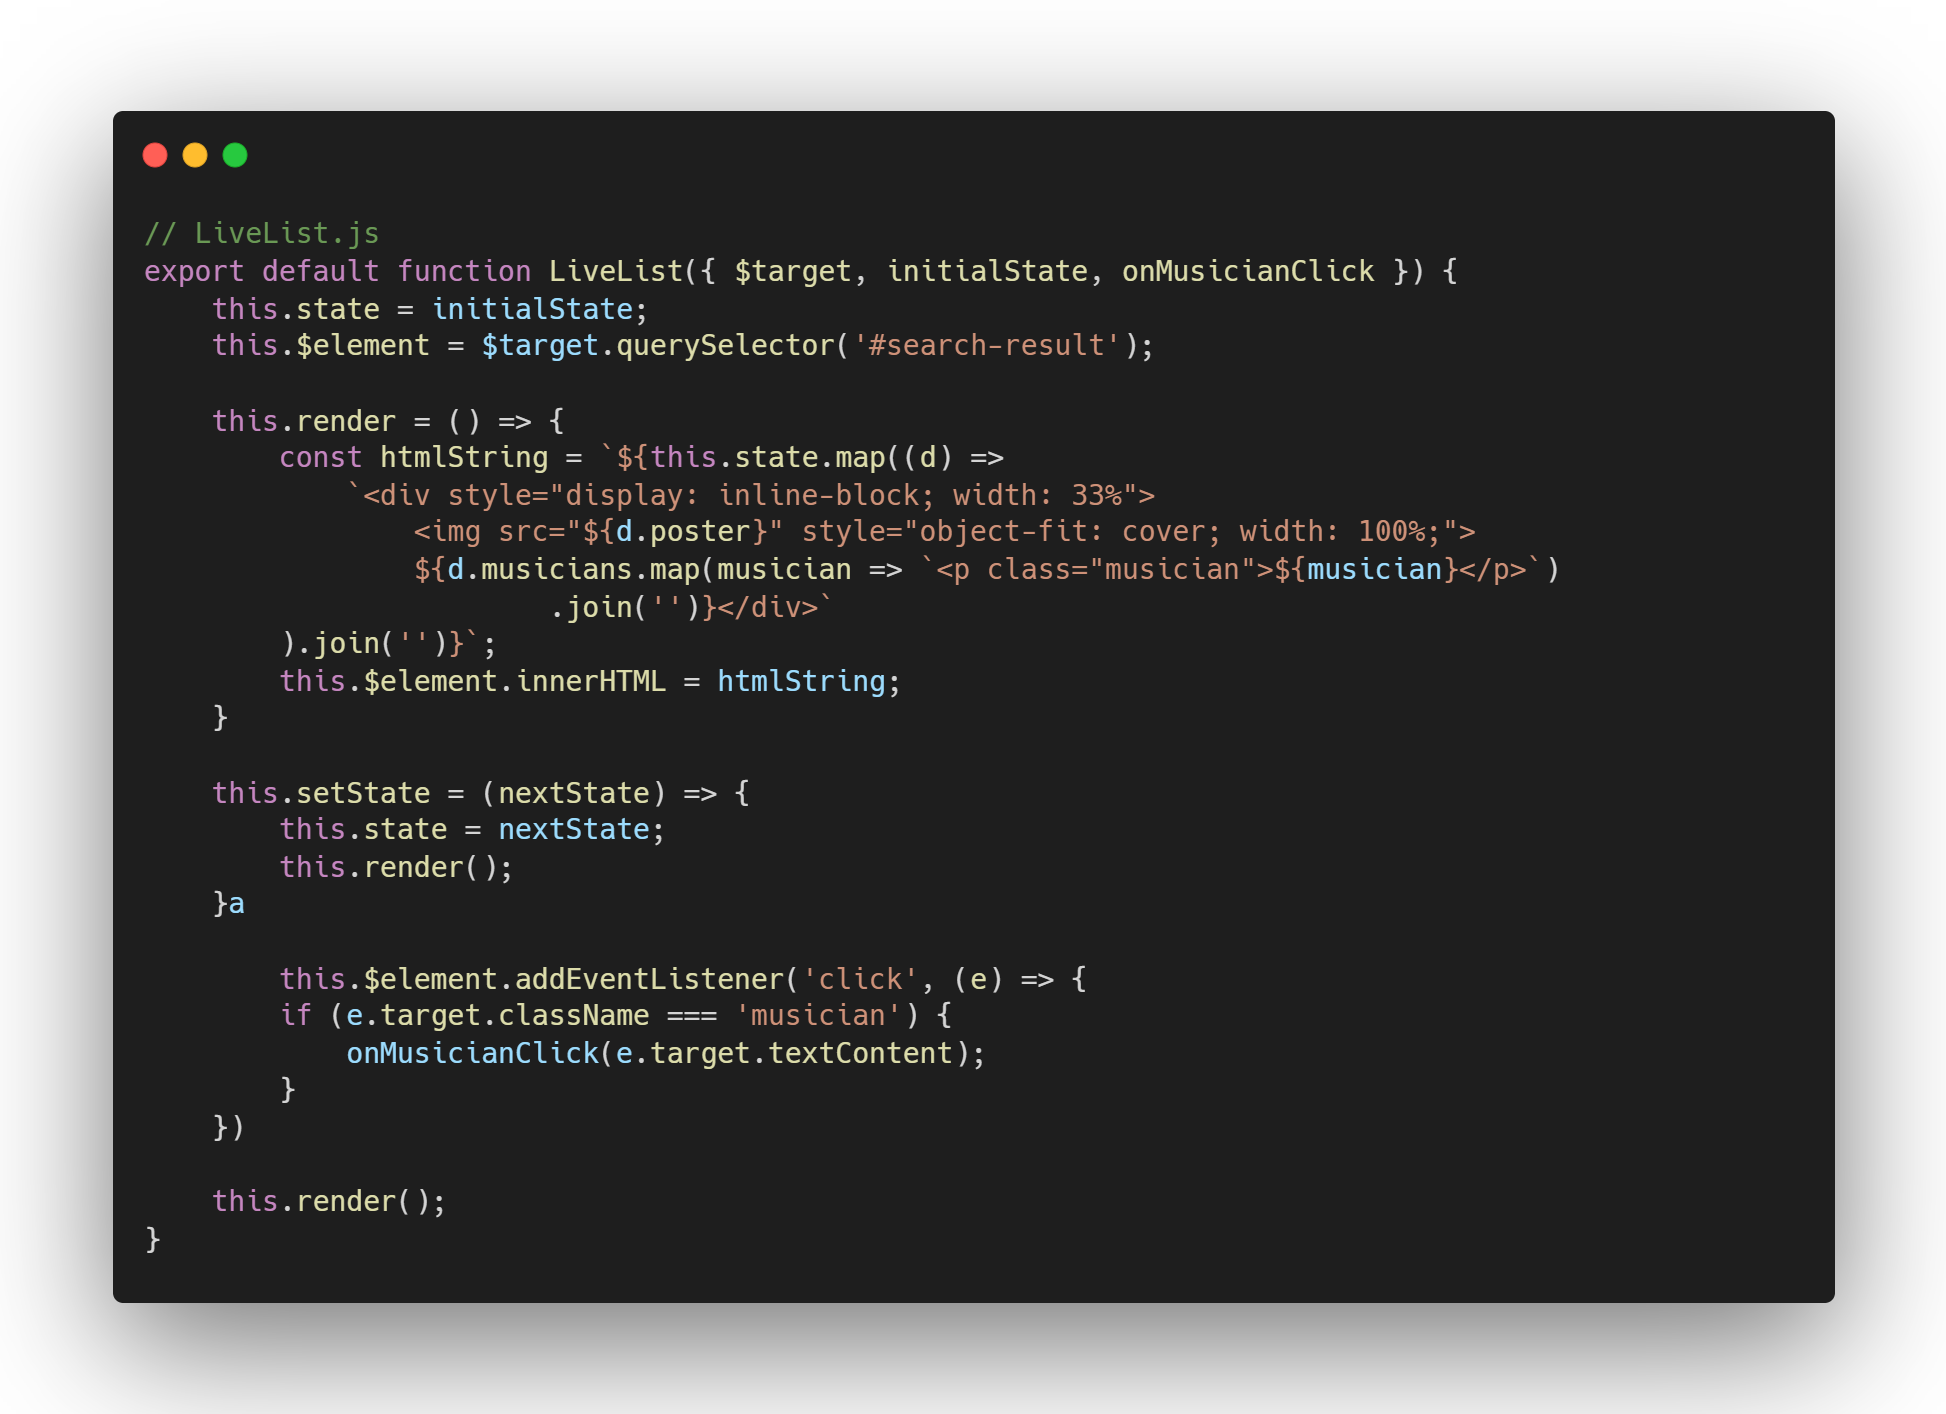 // LiveList.js
export default function LiveList({ $target, initialState, onMusicianClick }) {
    this.state = initialState;
    this.$element = $target.querySelector('#search-result');

    this.render = () => {
        const htmlString = `${this.state.map((d) =>
            `<div style="display: inline-block; width: 33%">
                <img src="${d.poster}" style="object-fit: cover; width: 100%;">
                ${d.musicians.map(musician => `<p class="musician">${musician}</p>`)
                        .join('')}</div>`
        ).join('')}`;
        this.$element.innerHTML = htmlString;
    }

    this.setState = (nextState) => {
        this.state = nextState;
        this.render();
    }a

        this.$element.addEventListener('click', (e) => {
        if (e.target.className === 'musician') {
            onMusicianClick(e.target.textContent);
        }
    })

    this.render();
}